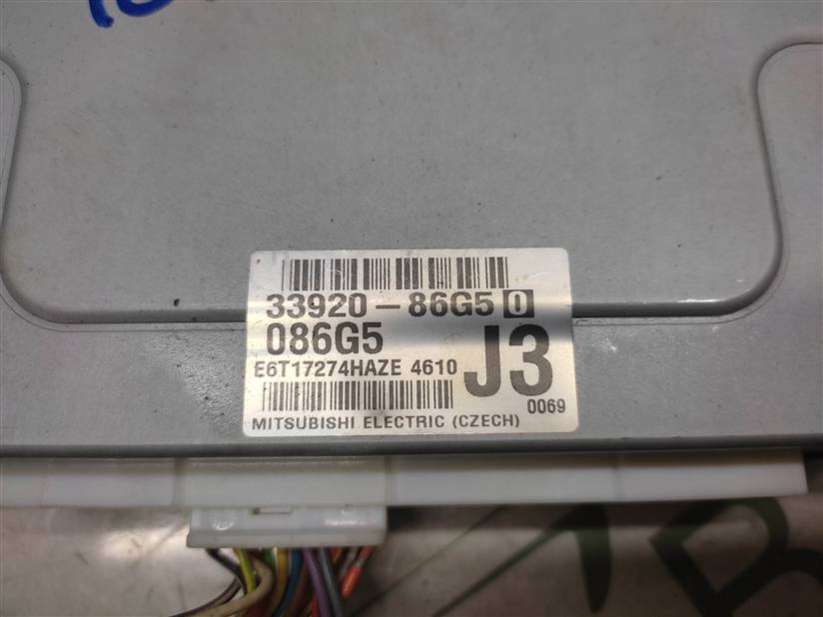 33920-86G5 0
086G5
J3
E6T17274HAZE 4610
0069
MITSUBISHI ELECTRIC (CZECH)